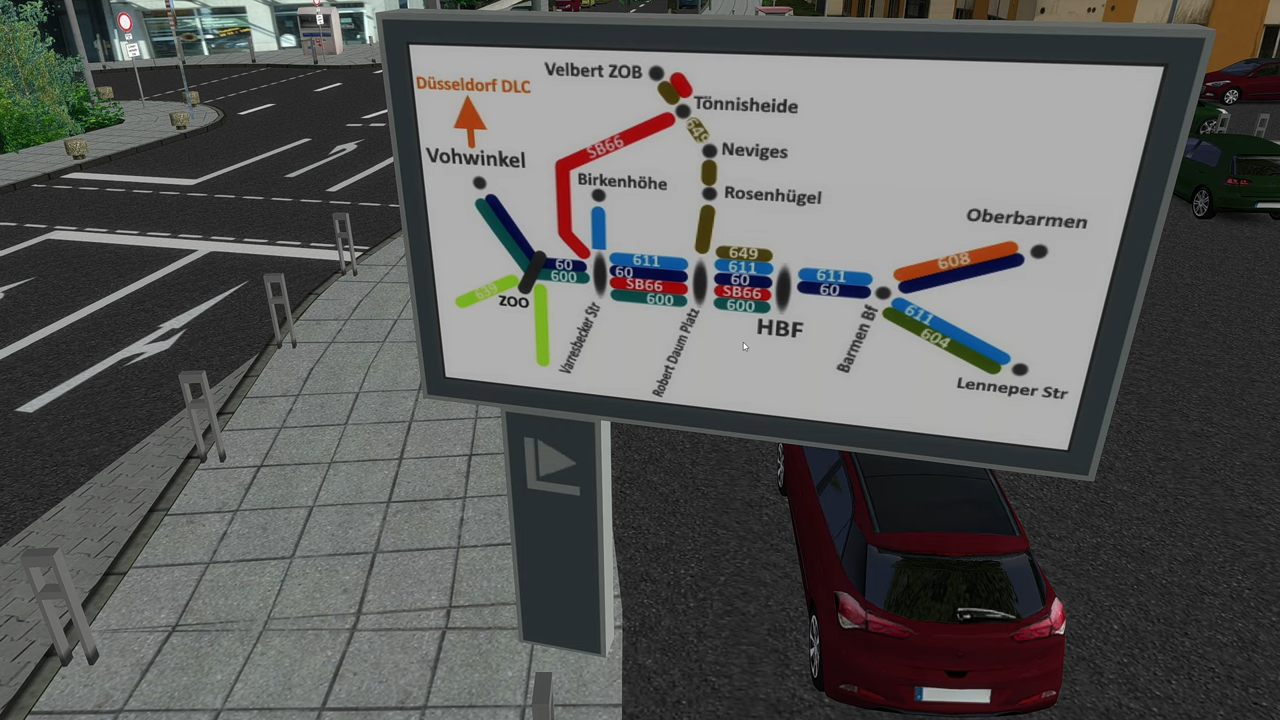 Velbert ZOB
Düsseldorf DLC
Tönnisheide
649
SB66
Neviges
Vohwinkel
Birkenhöhe
Rosenhügel
Oberbarmen
649
60
611
611
611
608
600
60
60
60
639
SB66
SB66
ZOO
600
600
611
604
HBF
Varresbecker Str
Robert Daum Platz
Barmen Bf
Lenneper Str